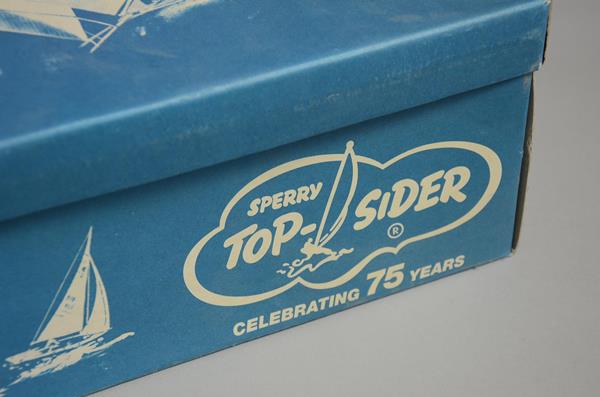 SPERRY
TOP-SIDER
®
CELEBRATING 75 YEARS